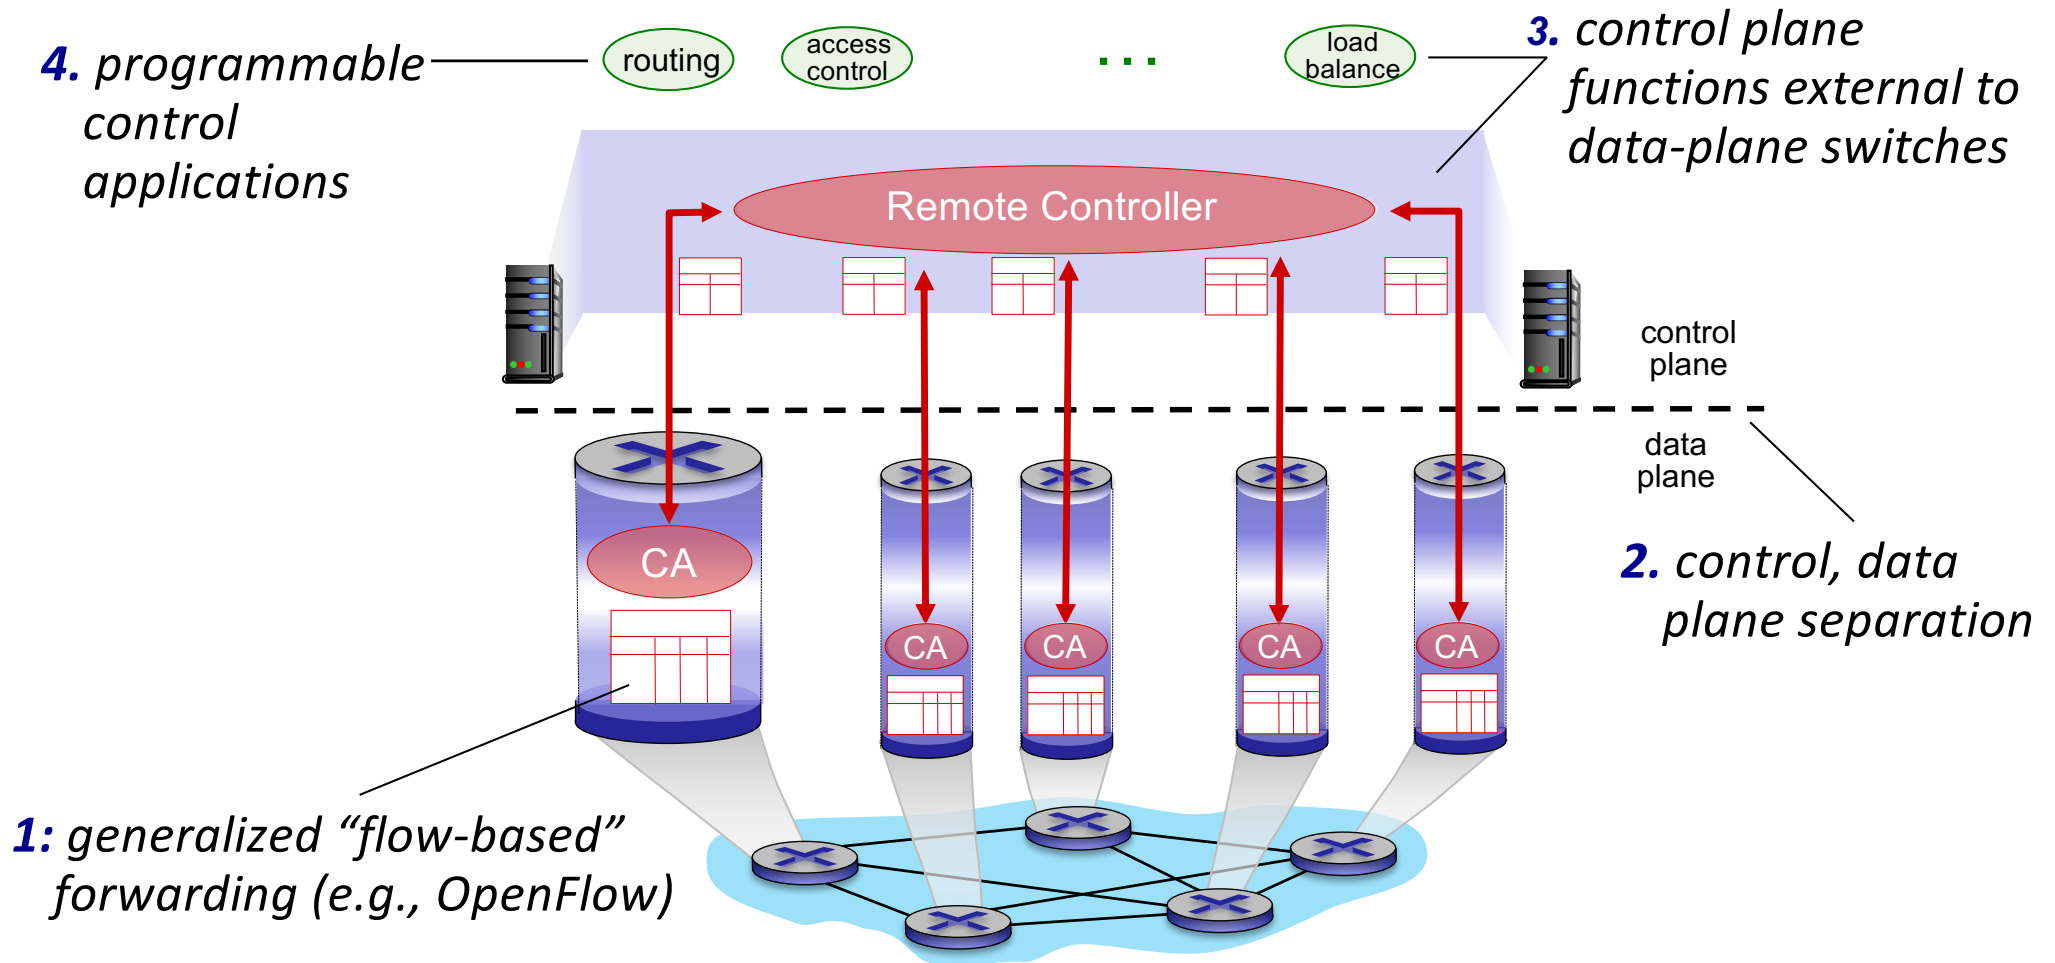 4. programmable
control
applications
routing
access
control
...
load
balance
3. control plane
functions external to
data-plane switches
Remote Controller
control
plane
data
plane
CA
CA
CA
CA
CA
2. control, data
plane separation
1: generalized “flow-based”
forwarding (e.g., OpenFlow)